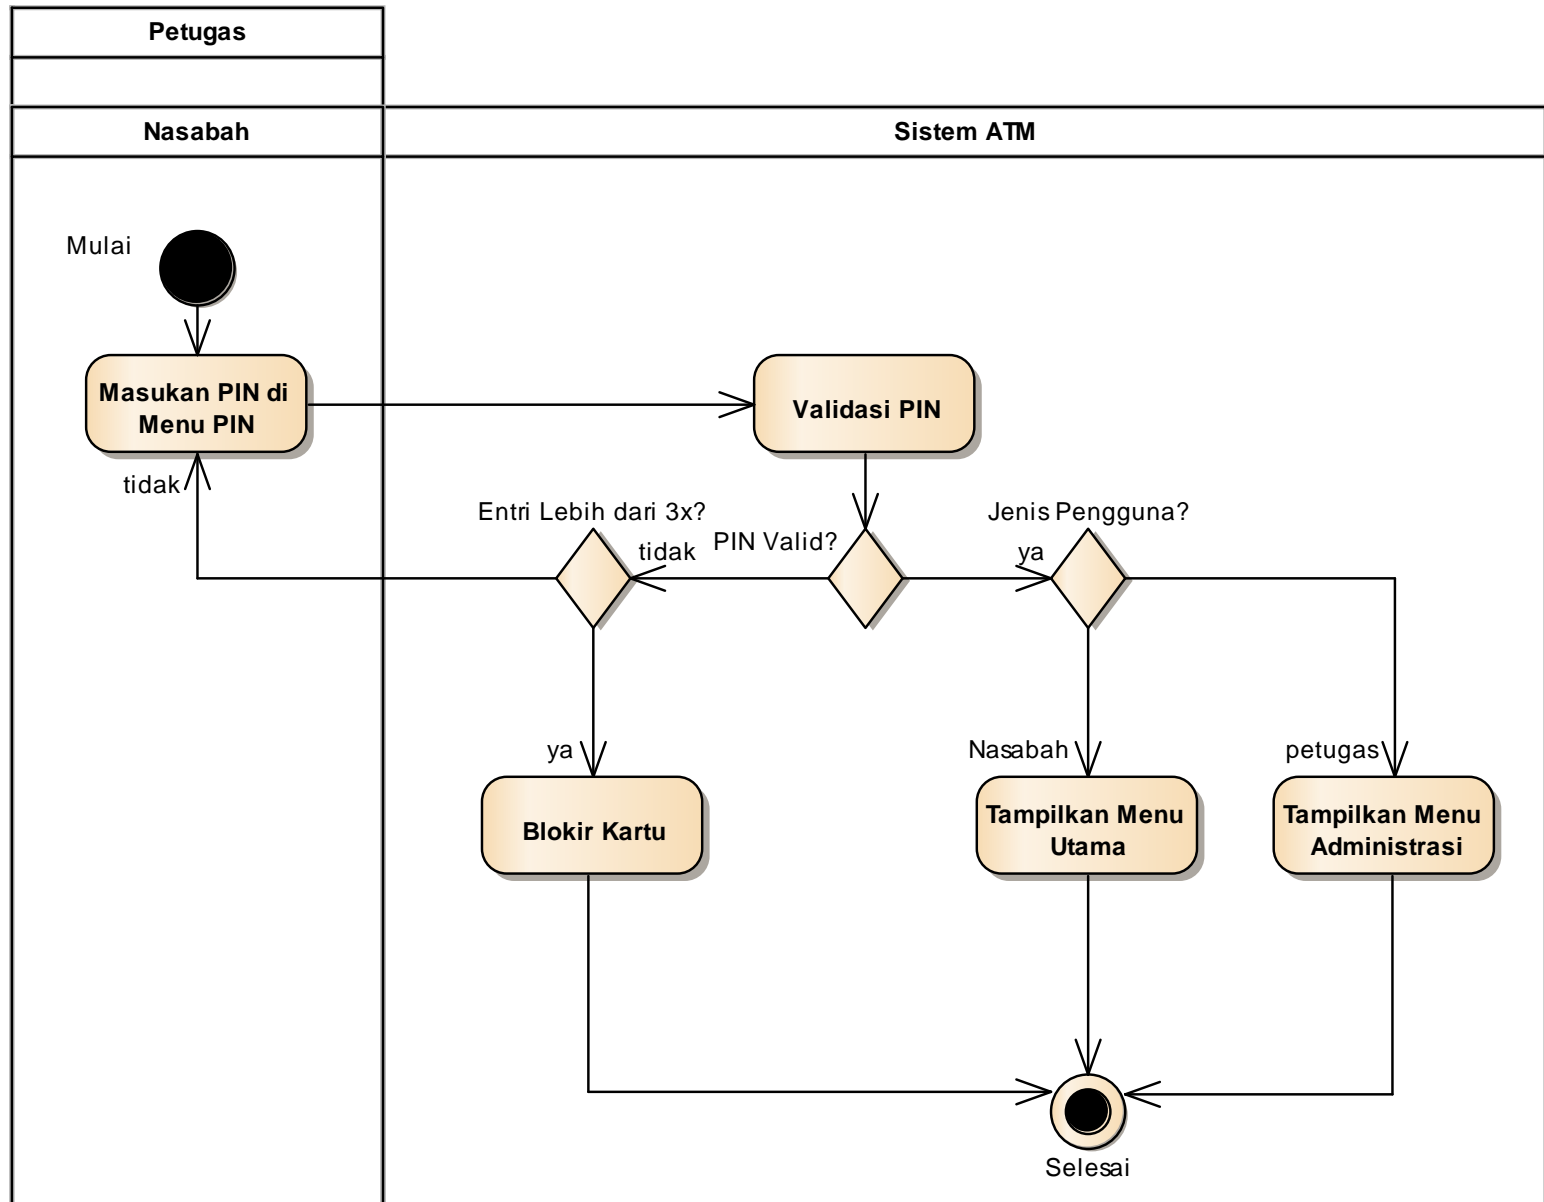 Petugas
Nasabah
Sistem ATM
Mulai
Masukan PIN di
Menu PIN
Validasi PIN
tidak
Entri Lebih dari 3x?
tidak
PIN Valid?
Jenis Pengguna?
ya
ya
Nasabah
petugas
Blokir Kartu
Tampilkan Menu
Utama
Tampilkan Menu
Administrasi
Selesai